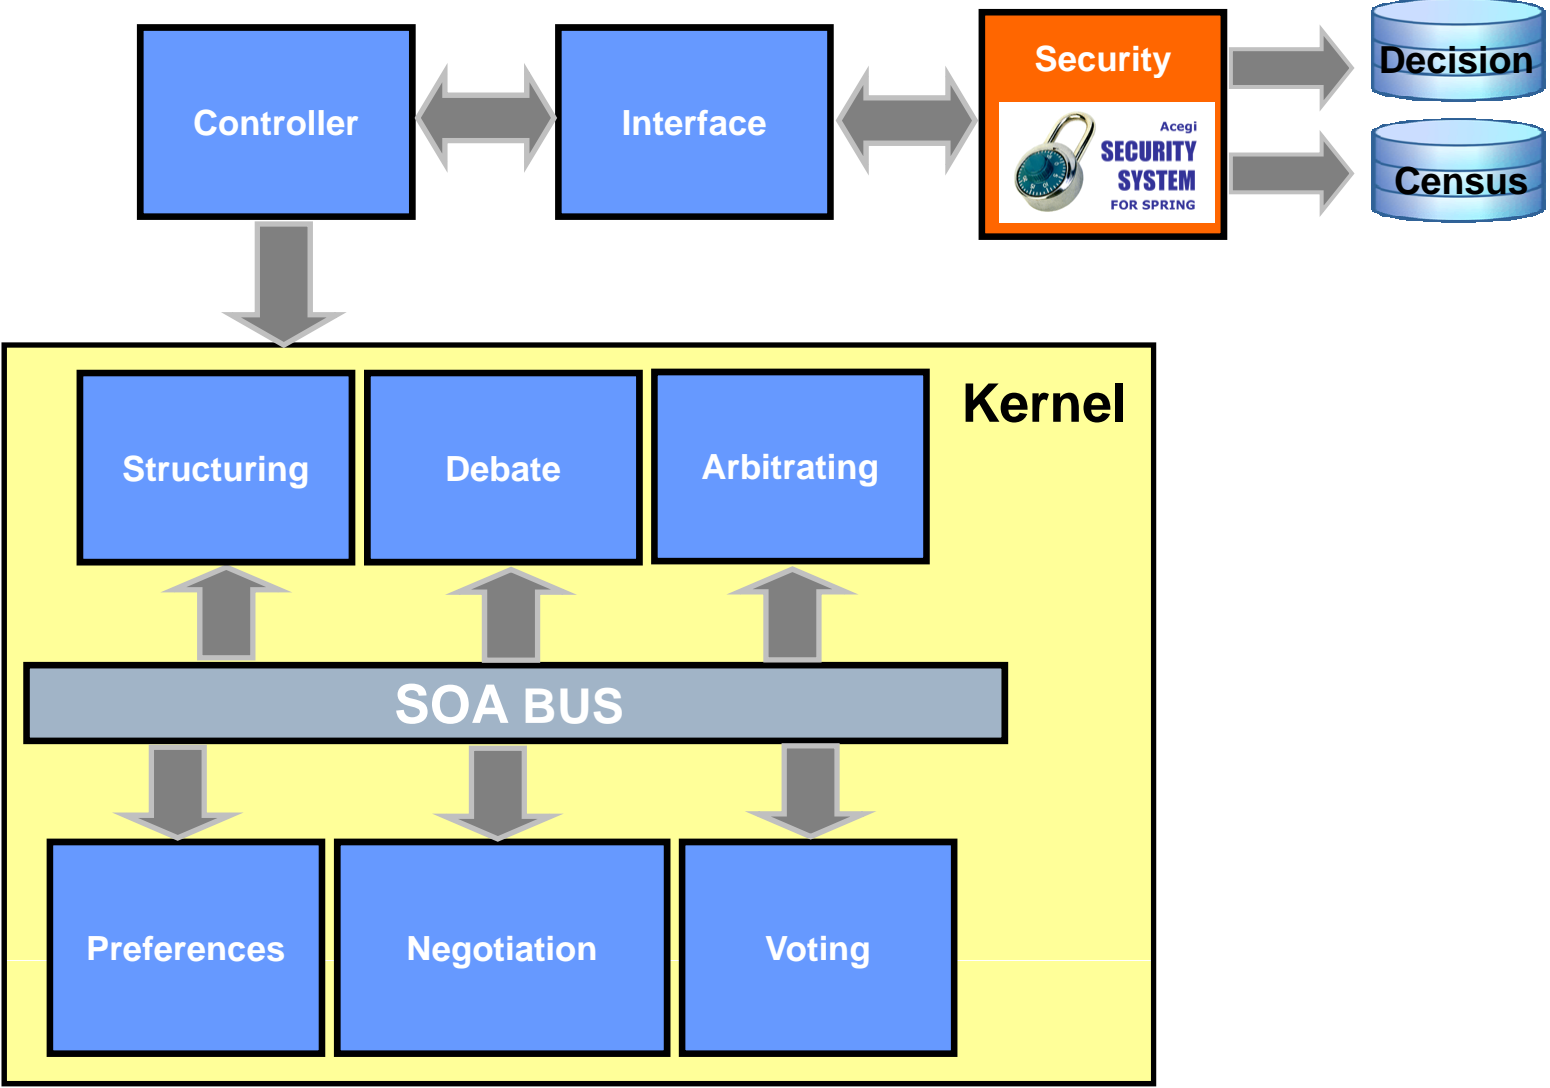 Controller
Interface
Security
Acegi
SECURITY
SYSTEM
FOR SPRING
Decision
Census
Kernel
Structuring
Debate
Arbitrating
SOA BUS
Preferences
Negotiation
Voting